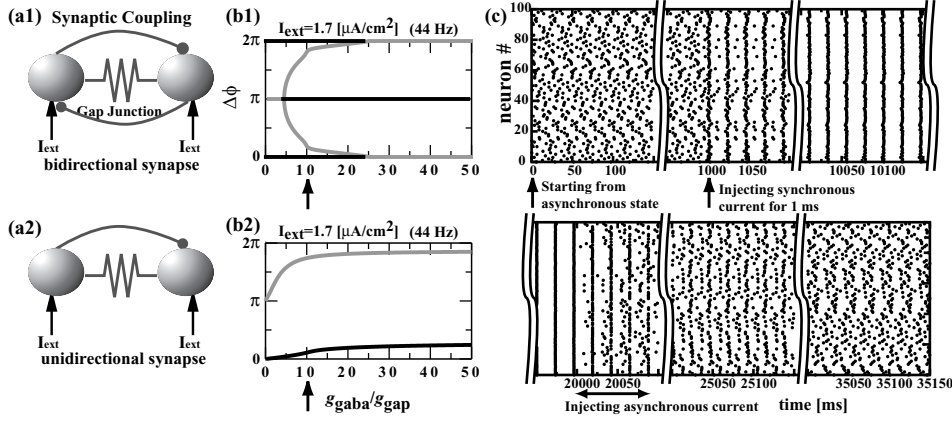 (a1)
Synaptic Coupling
Gap Junction
Iext
Iext
bidirectional synapse
(a2)
Iext
Iext
unidirectional synapse
(b1)
Iext=1.7 [μA/cm²] (44 Hz)
2π
π
0
Δϕ
0 10 20 30 40 50
(b2)
Iext=1.7 [μA/cm²] (44 Hz)
2π
π
0
0 10 20 30 40 50
ggaba/ggap
(c)
neuron #
100
80
60
40
20
0
0 50 100 1000 1050 10050 10100
Starting from
asynchronous state
Injecting synchronous
current for 1 ms
20000 20050 25050 25100 35050 35100 35150
Injecting asynchronous current
time [ms]